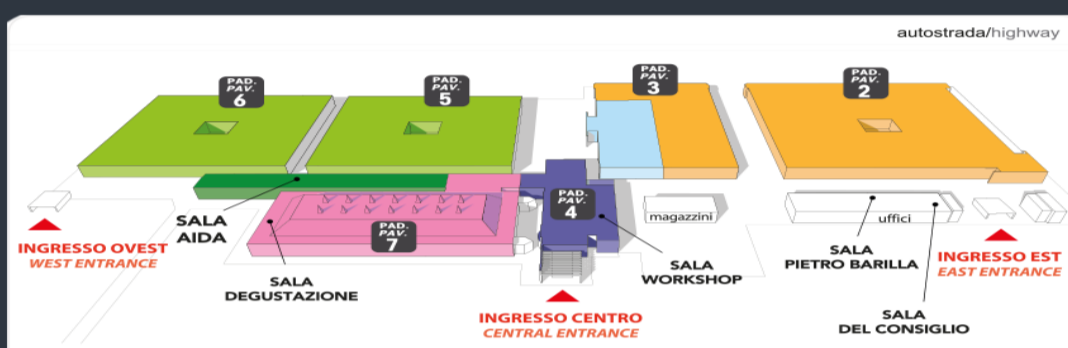 autostrada/highway
PAD.
PAV.
6
PAD.
PAV.
5
PAD.
PAV.
3
PAD.
PAV.
2
PAD.
PAV.
4
PAD.
PAV.
7
magazzini
uffici
SALA
AIDA
INGRESSO OVEST
WEST ENTRANCE
SALA
DEGUSTAZIONE
SALA
WORKSHOP
INGRESSO CENTRO
CENTRAL ENTRANCE
SALA
PIETRO BARILLA
INGRESSO EST
EAST ENTRANCE
SALA
DEL CONSIGLIO